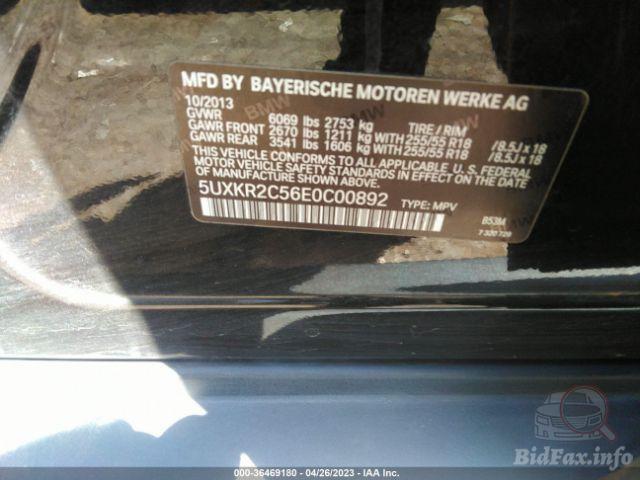 MFD BY BAYERISCHE MOTOREN WERKE AG
10/2013
GVWR 6069 lbs 2753 kg TIRE / RIM
GAWR FRONT 2670 lbs 1211 kg WITH 255/55 R18 / 8.5J x 18
GAWR REAR 3541 lbs 1606 kg WITH 255/55 R18 / 8.5J x 18
THIS VEHICLE CONFORMS TO ALL APPLICABLE U.S. FEDERAL
MOTOR VEHICLE SAFETY STANDARDS IN EFFECT ON THE DATE
OF MANUFACTURE SHOWN ABOVE.
5UXKR2C56E0C00892 TYPE: MPV
B53M
7 320 729
BidFax.info
000-36469180 - 04/26/2023 - IAA Inc.